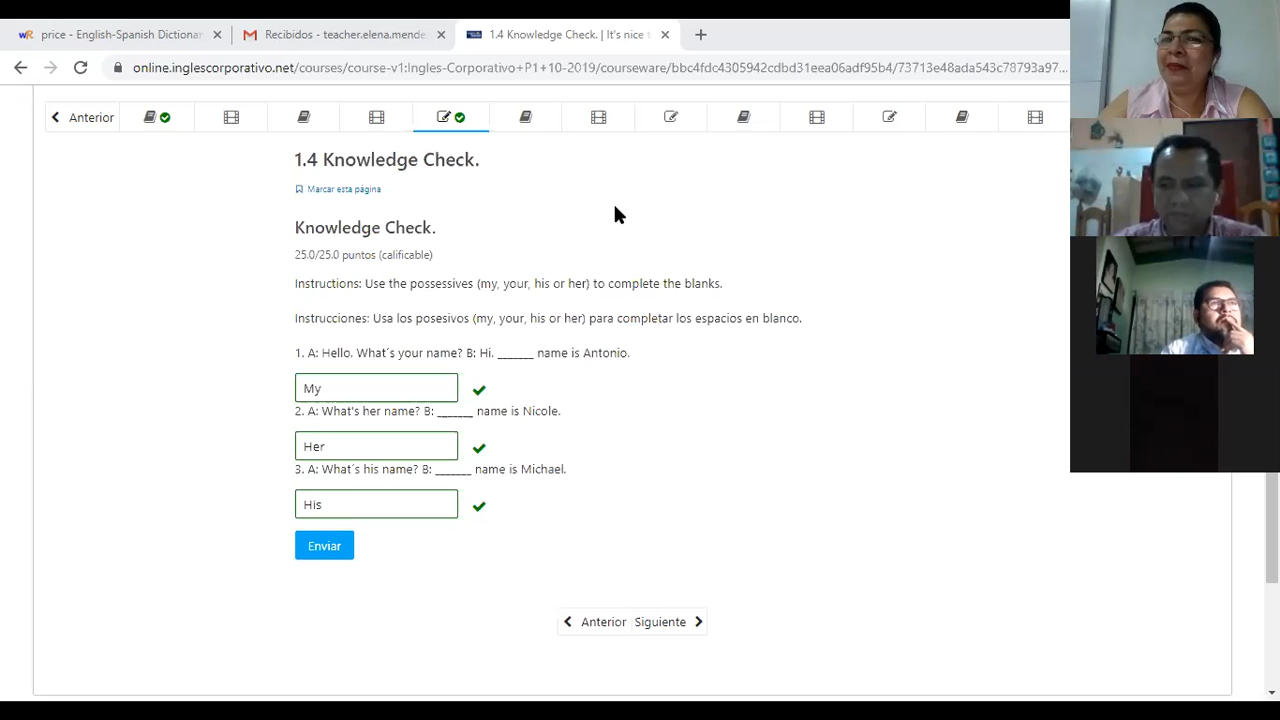 price - English-Spanish Dictionar
Recibidos - teacher.elena.mende
1.4 Knowledge Check. | It's nice t
online.inglescorporativo.net/courses/course-v1:Ingles-Corporativo+P1+10-2019/courseware/bbc4fdc4305942cdbd31eea06adf95b4/73713e48ada543c78793a97...
Anterior
1.4 Knowledge Check.
Marcar esta página
Knowledge Check.
25.0/25.0 puntos (calificable)
Instructions: Use the possessives (my, your, his or her) to complete the blanks.
Instrucciones: Usa los posesivos (my, your, his or her) para completar los espacios en blanco.
1. A: Hello. What´s your name? B: Hi. ______ name is Antonio.
My
2. A: What's her name? B: ______ name is Nicole.
Her
3. A: What´s his name? B: ______ name is Michael.
His
Enviar
Anterior Siguiente